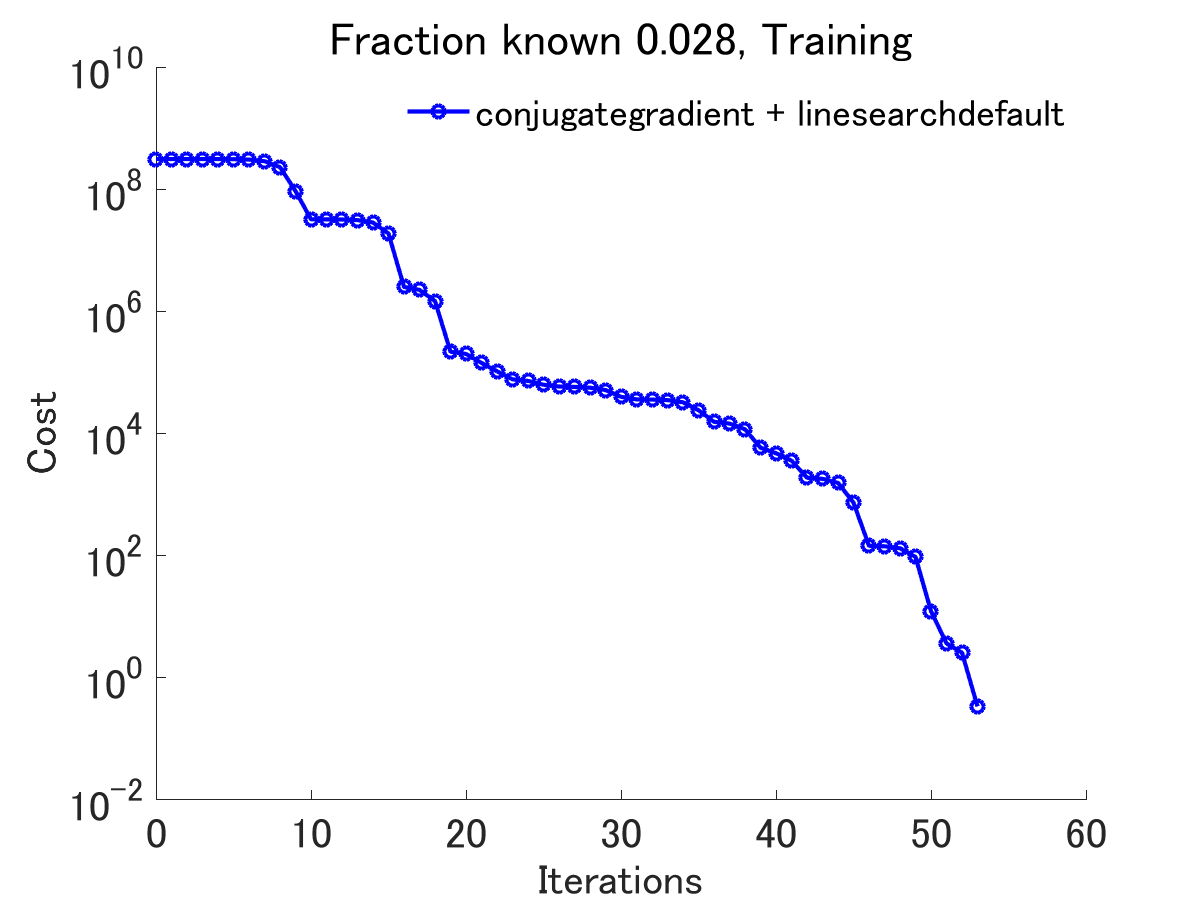 Fraction known 0.028, Training
conjugategradient + linesearchdefault
10^10
10^8
10^6
10^4
10^2
10^0
10^−2
Cost
0 10 20 30 40 50 60
Iterations